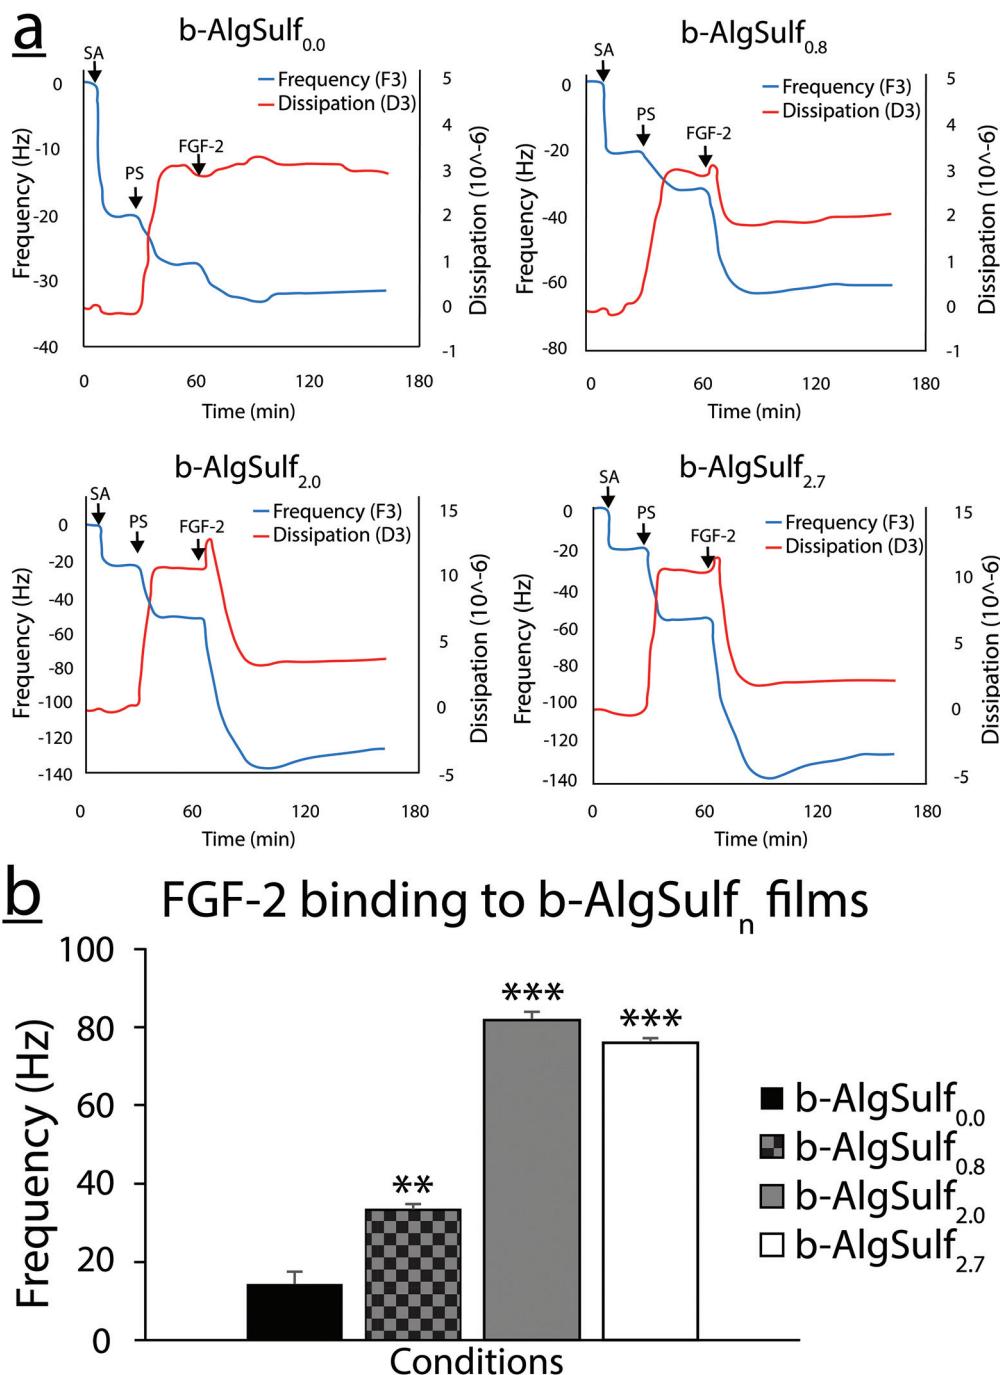 a
b-AlgSulf0.0
SA
PS
FGF-2
Frequency (F3)
Dissipation (D3)
0
-10
-20
-30
-40
Frequency (Hz)
5
4
3
2
1
0
-1
Dissipation (10^-6)
0 60 120 180
Time (min)
b-AlgSulf0.8
SA
PS
FGF-2
Frequency (F3)
Dissipation (D3)
0
-20
-40
-60
-80
Frequency (Hz)
5
4
3
2
1
0
-1
Dissipation (10^-6)
0 60 120 180
Time (min)
b-AlgSulf2.0
SA
PS
FGF-2
Frequency (F3)
Dissipation (D3)
0
-20
-40
-60
-80
-100
-120
-140
Frequency (Hz)
15
10
5
0
-5
Dissipation (10^-6)
0 60 120 180
Time (min)
b-AlgSulf2.7
SA
PS
FGF-2
Frequency (F3)
Dissipation (D3)
0
-20
-40
-60
-80
-100
-120
-140
Frequency (Hz)
15
10
5
0
-5
Dissipation (10^-6)
0 60 120 180
Time (min)
b
FGF-2 binding to b-AlgSulfn films
100
80
60
40
20
0
Frequency (Hz)
**
***
***
Conditions
b-AlgSulf0.0
b-AlgSulf0.8
b-AlgSulf2.0
b-AlgSulf2.7